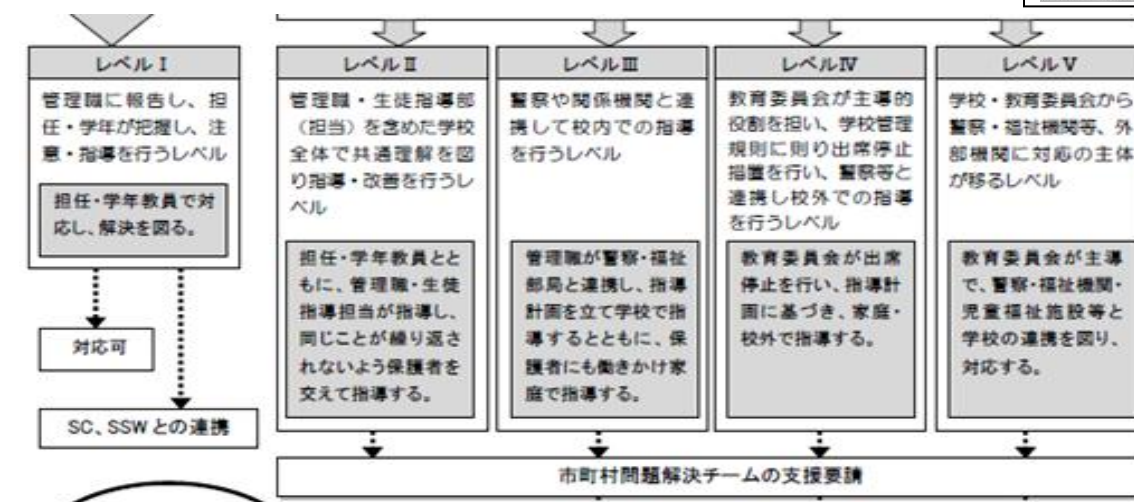 レベルⅠ
管理職に報告し、担
任・学年が把握し、注
意・指導を行うレベル
担任・学年教員で対
応し、解決を図る。
対応可
SC、SSWとの連携
レベルⅡ
管理職・生徒指導部
（担当）を含めた学校
全体で共通理解を図
り指導・改善を行うレ
ベル
担任・学年教員とと
もに、管理職・生徒
指導担当が指導し、
同じことが繰り返さ
れないよう保護者を
交えて指導する。
レベルⅢ
警察や関係機関と連
携して校内での指導
を行うレベル
管理職が警察・福祉
部局と連携し、指導
計画を立て学校で指
導するとともに、保
護者にも働きかけ家
庭で指導する。
レベルⅣ
教育委員会が主導的
役割を担い、学校管理
規則に則り出席停止
措置を行い、警察等と
連携し校外での指導
を行うレベル
教育委員会が出席
停止を行い、指導計
画に基づき、家庭・
校外で指導する。
レベルⅤ
学校・教育委員会から
警察・福祉機関等、外
部機関に対応の主体
が移るレベル
教育委員会が主導
で、警察・福祉機関・
児童福祉施設等と
学校の連携を図り、
対応する。
市町村問題解決チームの支援要請